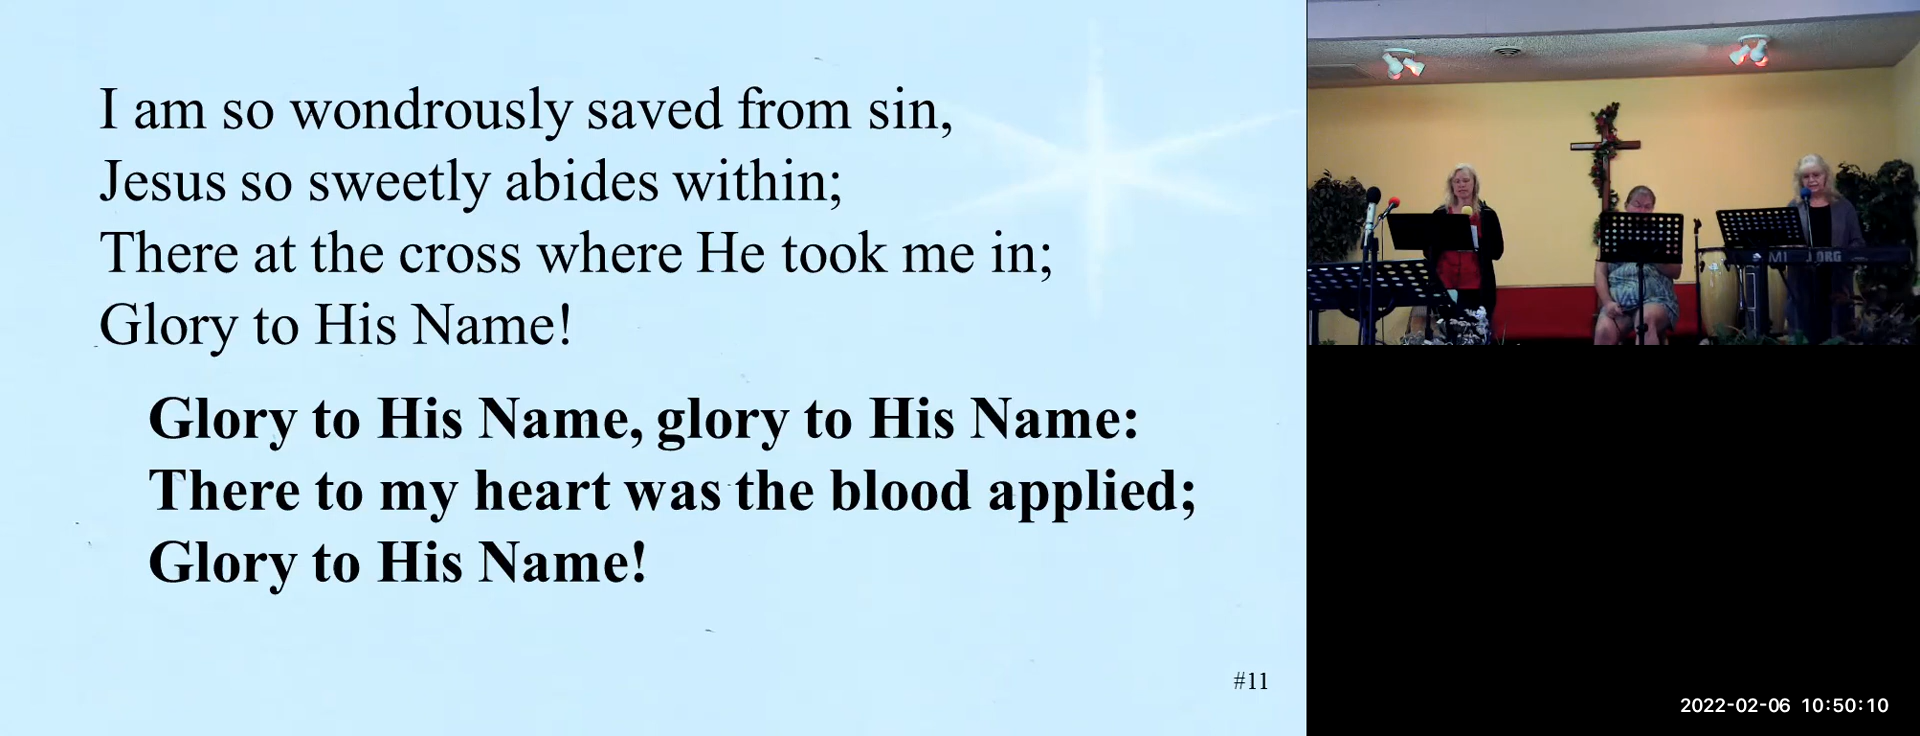 I am so wondrously saved from sin,
Jesus so sweetly abides within;
There at the cross where He took me in;
Glory to His Name!
Glory to His Name, glory to His Name:
There to my heart was the blood applied;
Glory to His Name!
#11
2022-02-06 10:50:10